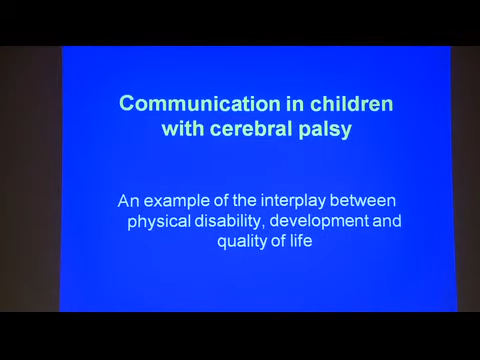 Communication in children
with cerebral palsy
An example of the interplay between
physical disability, development and
quality of life